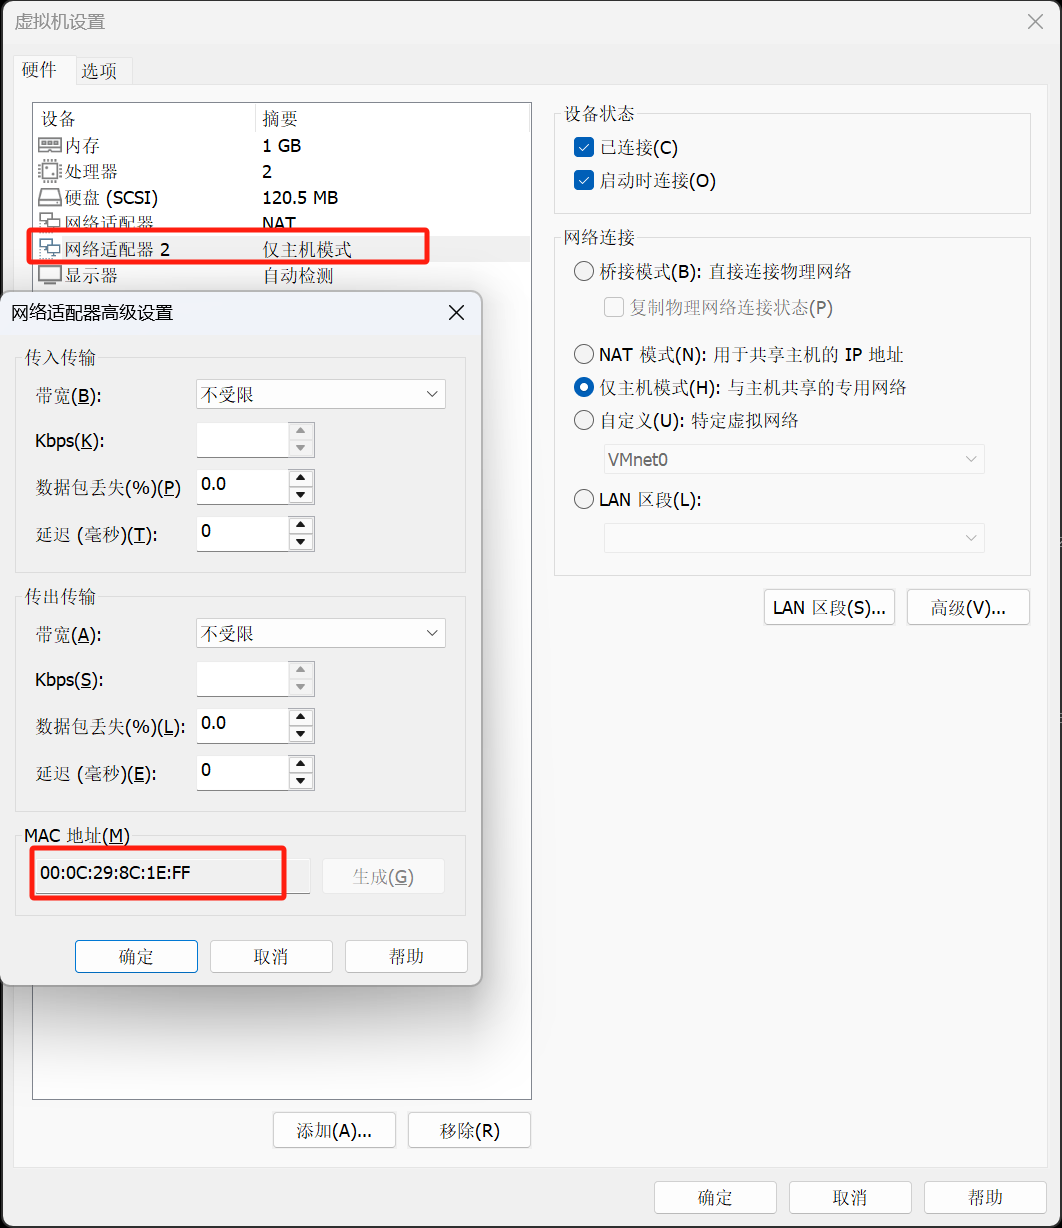 虚拟机设置
硬件 选项
设备 摘要
内存 1 GB
处理器 2
硬盘 (SCSI) 120.5 MB
网络适配器 NAT
网络适配器 2 仅主机模式
显示器 自动检测
设备状态
已连接(C)
启动时连接(O)
网络连接
桥接模式(B): 直接连接物理网络
复制物理网络连接状态(P)
NAT 模式(N): 用于共享主机的 IP 地址
仅主机模式(H): 与主机共享的专用网络
自定义(U): 特定虚拟网络
VMnet0
LAN 区段(L):
LAN 区段(S)... 高级(V)...
网络适配器高级设置
传入传输
带宽(B): 不受限
Kbps(K):
数据包丢失(%)(P) 0.0
延迟 (毫秒)(T): 0
传出传输
带宽(A): 不受限
Kbps(S):
数据包丢失(%)(L): 0.0
延迟 (毫秒)(E): 0
MAC 地址(M)
00:0C:29:8C:1E:FF 生成(G)
确定 取消 帮助
添加(A)... 移除(R)
确定 取消 帮助